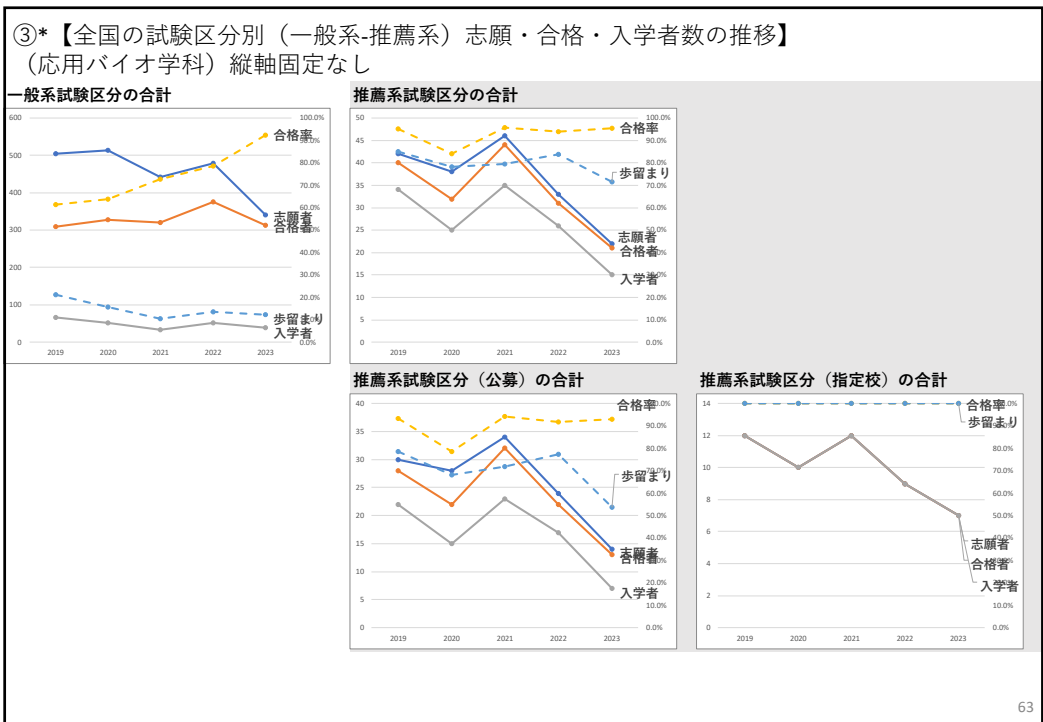 ③*【全国の試験区分別（一般系-推薦系）志願・合格・入学者数の推移】
（応用バイオ学科）縦軸固定なし
一般系試験区分の合計
600
500
400
300
200
100
0
100.0%
90.0%
80.0%
70.0%
60.0%
50.0%
40.0%
30.0%
20.0%
0.0%
2019 2020 2021 2022 2023
合格率
志願者
合格者
歩留まり
入学者
推薦系試験区分の合計
50
45
40
35
30
25
20
15
10
5
0
100.0%
90.0%
80.0%
70.0%
60.0%
50.0%
40.0%
30.0%
20.0%
10.0%
0.0%
2019 2020 2021 2022 2023
合格率
歩留まり
志願者
合格者
入学者
推薦系試験区分（公募）の合計
40
35
30
25
20
15
10
5
0
90.0%
80.0%
70.0%
60.0%
50.0%
40.0%
20.0%
10.0%
0.0%
2019 2020 2021 2022 2023
合格率
歩留まり
志願者
合格者
入学者
推薦系試験区分（指定校）の合計
14
12
10
8
6
4
2
0
80.0%
70.0%
60.0%
50.0%
10.0%
0.0%
2019 2020 2021 2022 2023
合格率
歩留まり
志願者
合格者
入学者
63